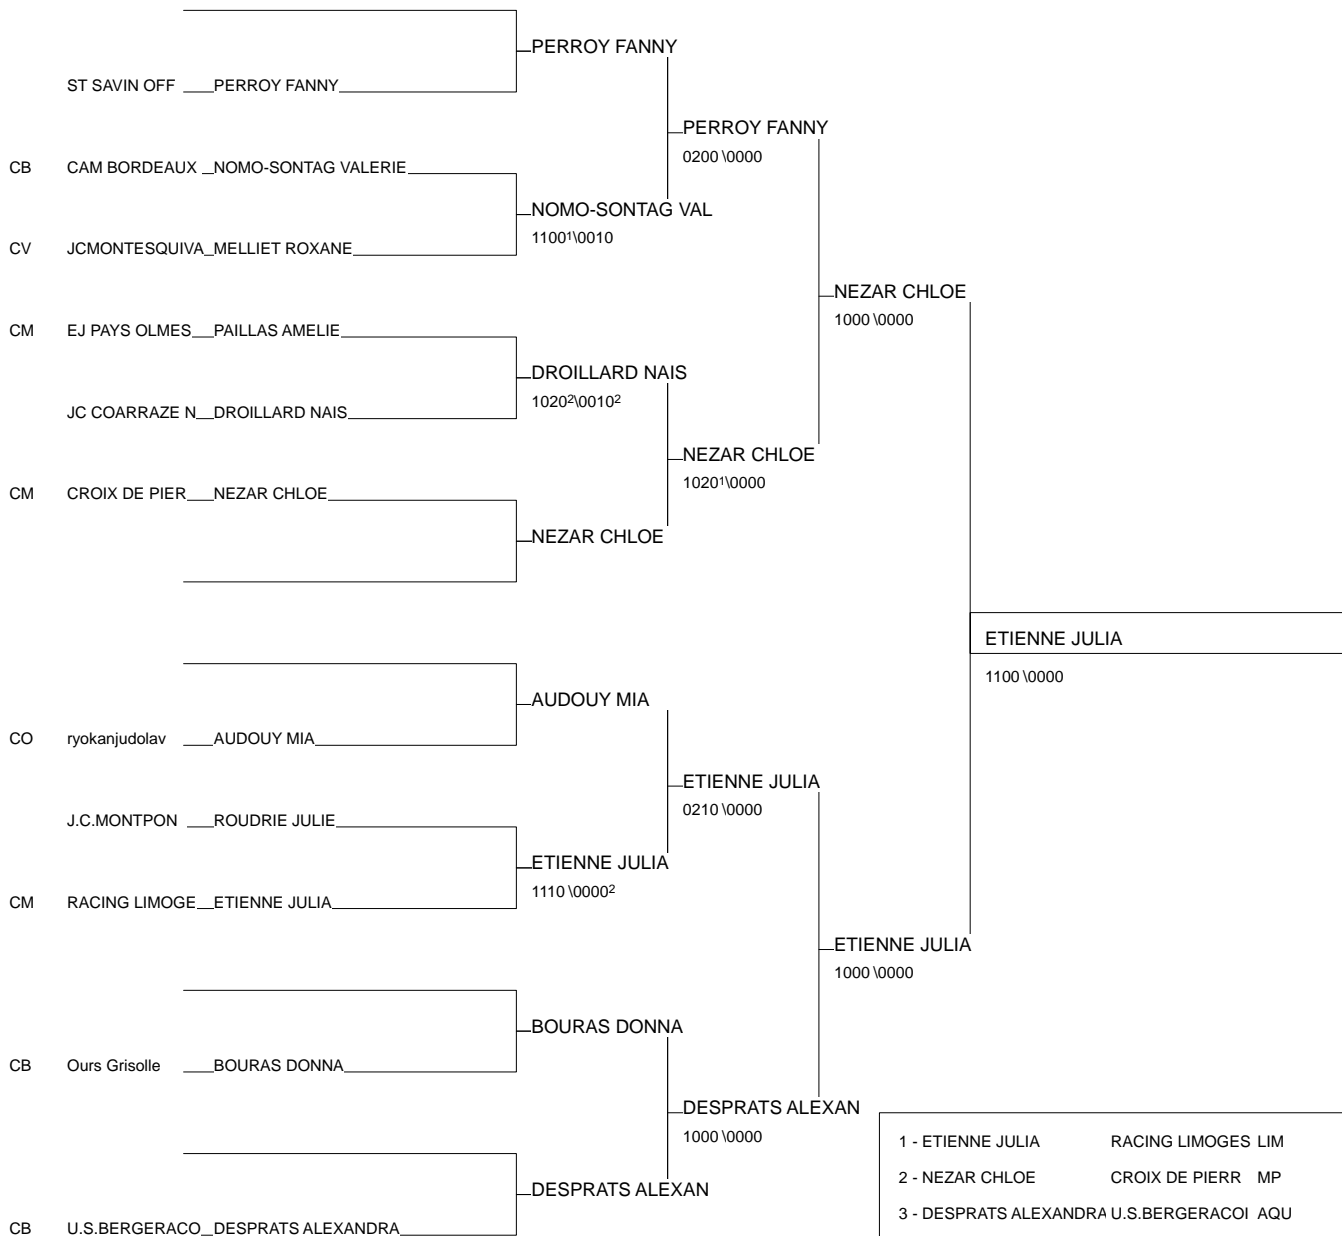 PERROY FANNY
ST SAVIN OFF PERROY FANNY
PERROY FANNY
0200 \0000
CB CAM BORDEAUX NOMO-SONTAG VALERIE
NOMO-SONTAG VAL
1100¹\0010
CV JCMONTESQUIVA MELLIET ROXANE
NEZAR CHLOE
1000 \0000
CM EJ PAYS OLMES PAILLAS AMELIE
DROILLARD NAIS
1020²\0010²
JC COARRAZE N DROILLARD NAIS
NEZAR CHLOE
1020¹\0000
CM CROIX DE PIER NEZAR CHLOE
NEZAR CHLOE
ETIENNE JULIA
1100 \0000
AUDOUY MIA
CO ryokanjudolav AUDOUY MIA
ETIENNE JULIA
0210 \0000
J.C.MONTPON ROUDRIE JULIE
ETIENNE JULIA
1110 \0000²
CM RACING LIMOGE ETIENNE JULIA
ETIENNE JULIA
1000 \0000
BOURAS DONNA
CB Ours Grisolle BOURAS DONNA
DESPRATS ALEXAN
1000 \0000
DESPRATS ALEXAN
CB U.S.BERGERACO DESPRATS ALEXANDRA
1 - ETIENNE JULIA RACING LIMOGES LIM
2 - NEZAR CHLOE CROIX DE PIERR MP
3 - DESPRATS ALEXANDRA U.S.BERGERACOI AQU